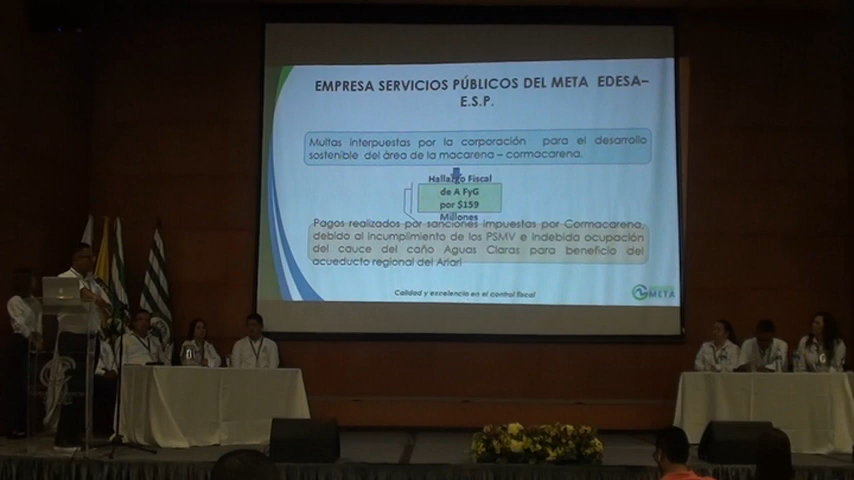 EMPRESA SERVICIOS PÚBLICOS DEL META EDESA–
E.S.P.
Multas interpuestas por la corporación para el desarrollo
sostenible del área de la macarena – cormacarena.
Hallazgo Fiscal
de A FyG
por $159
Millones
Pagos realizados por sanciones impuestas por Cormacarena,
debido al incumplimiento de los PSMV e indebida ocupación
del cauce del caño Aguas Claras para beneficio del
acueducto regional del Ariari
Calidad y excelencia en el control fiscal
META